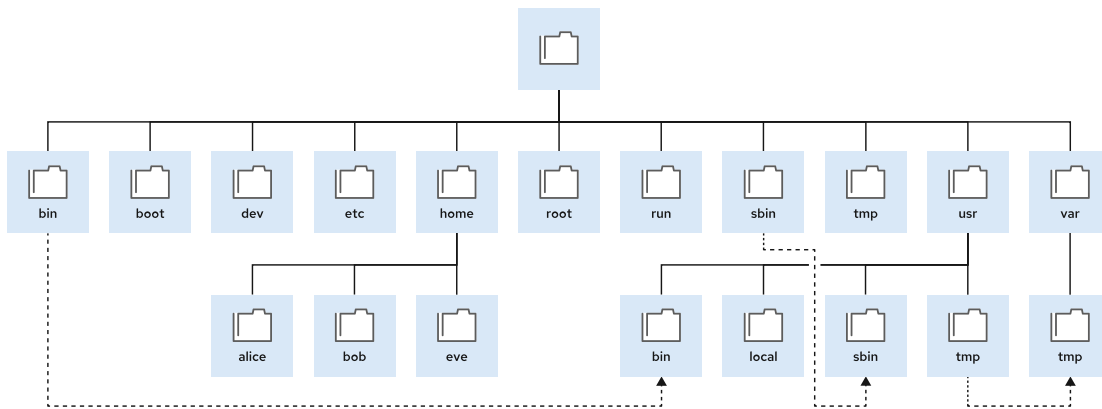 bin
boot
dev
etc
home
root
run
sbin
tmp
usr
var
alice
bob
eve
bin
local
sbin
tmp
tmp